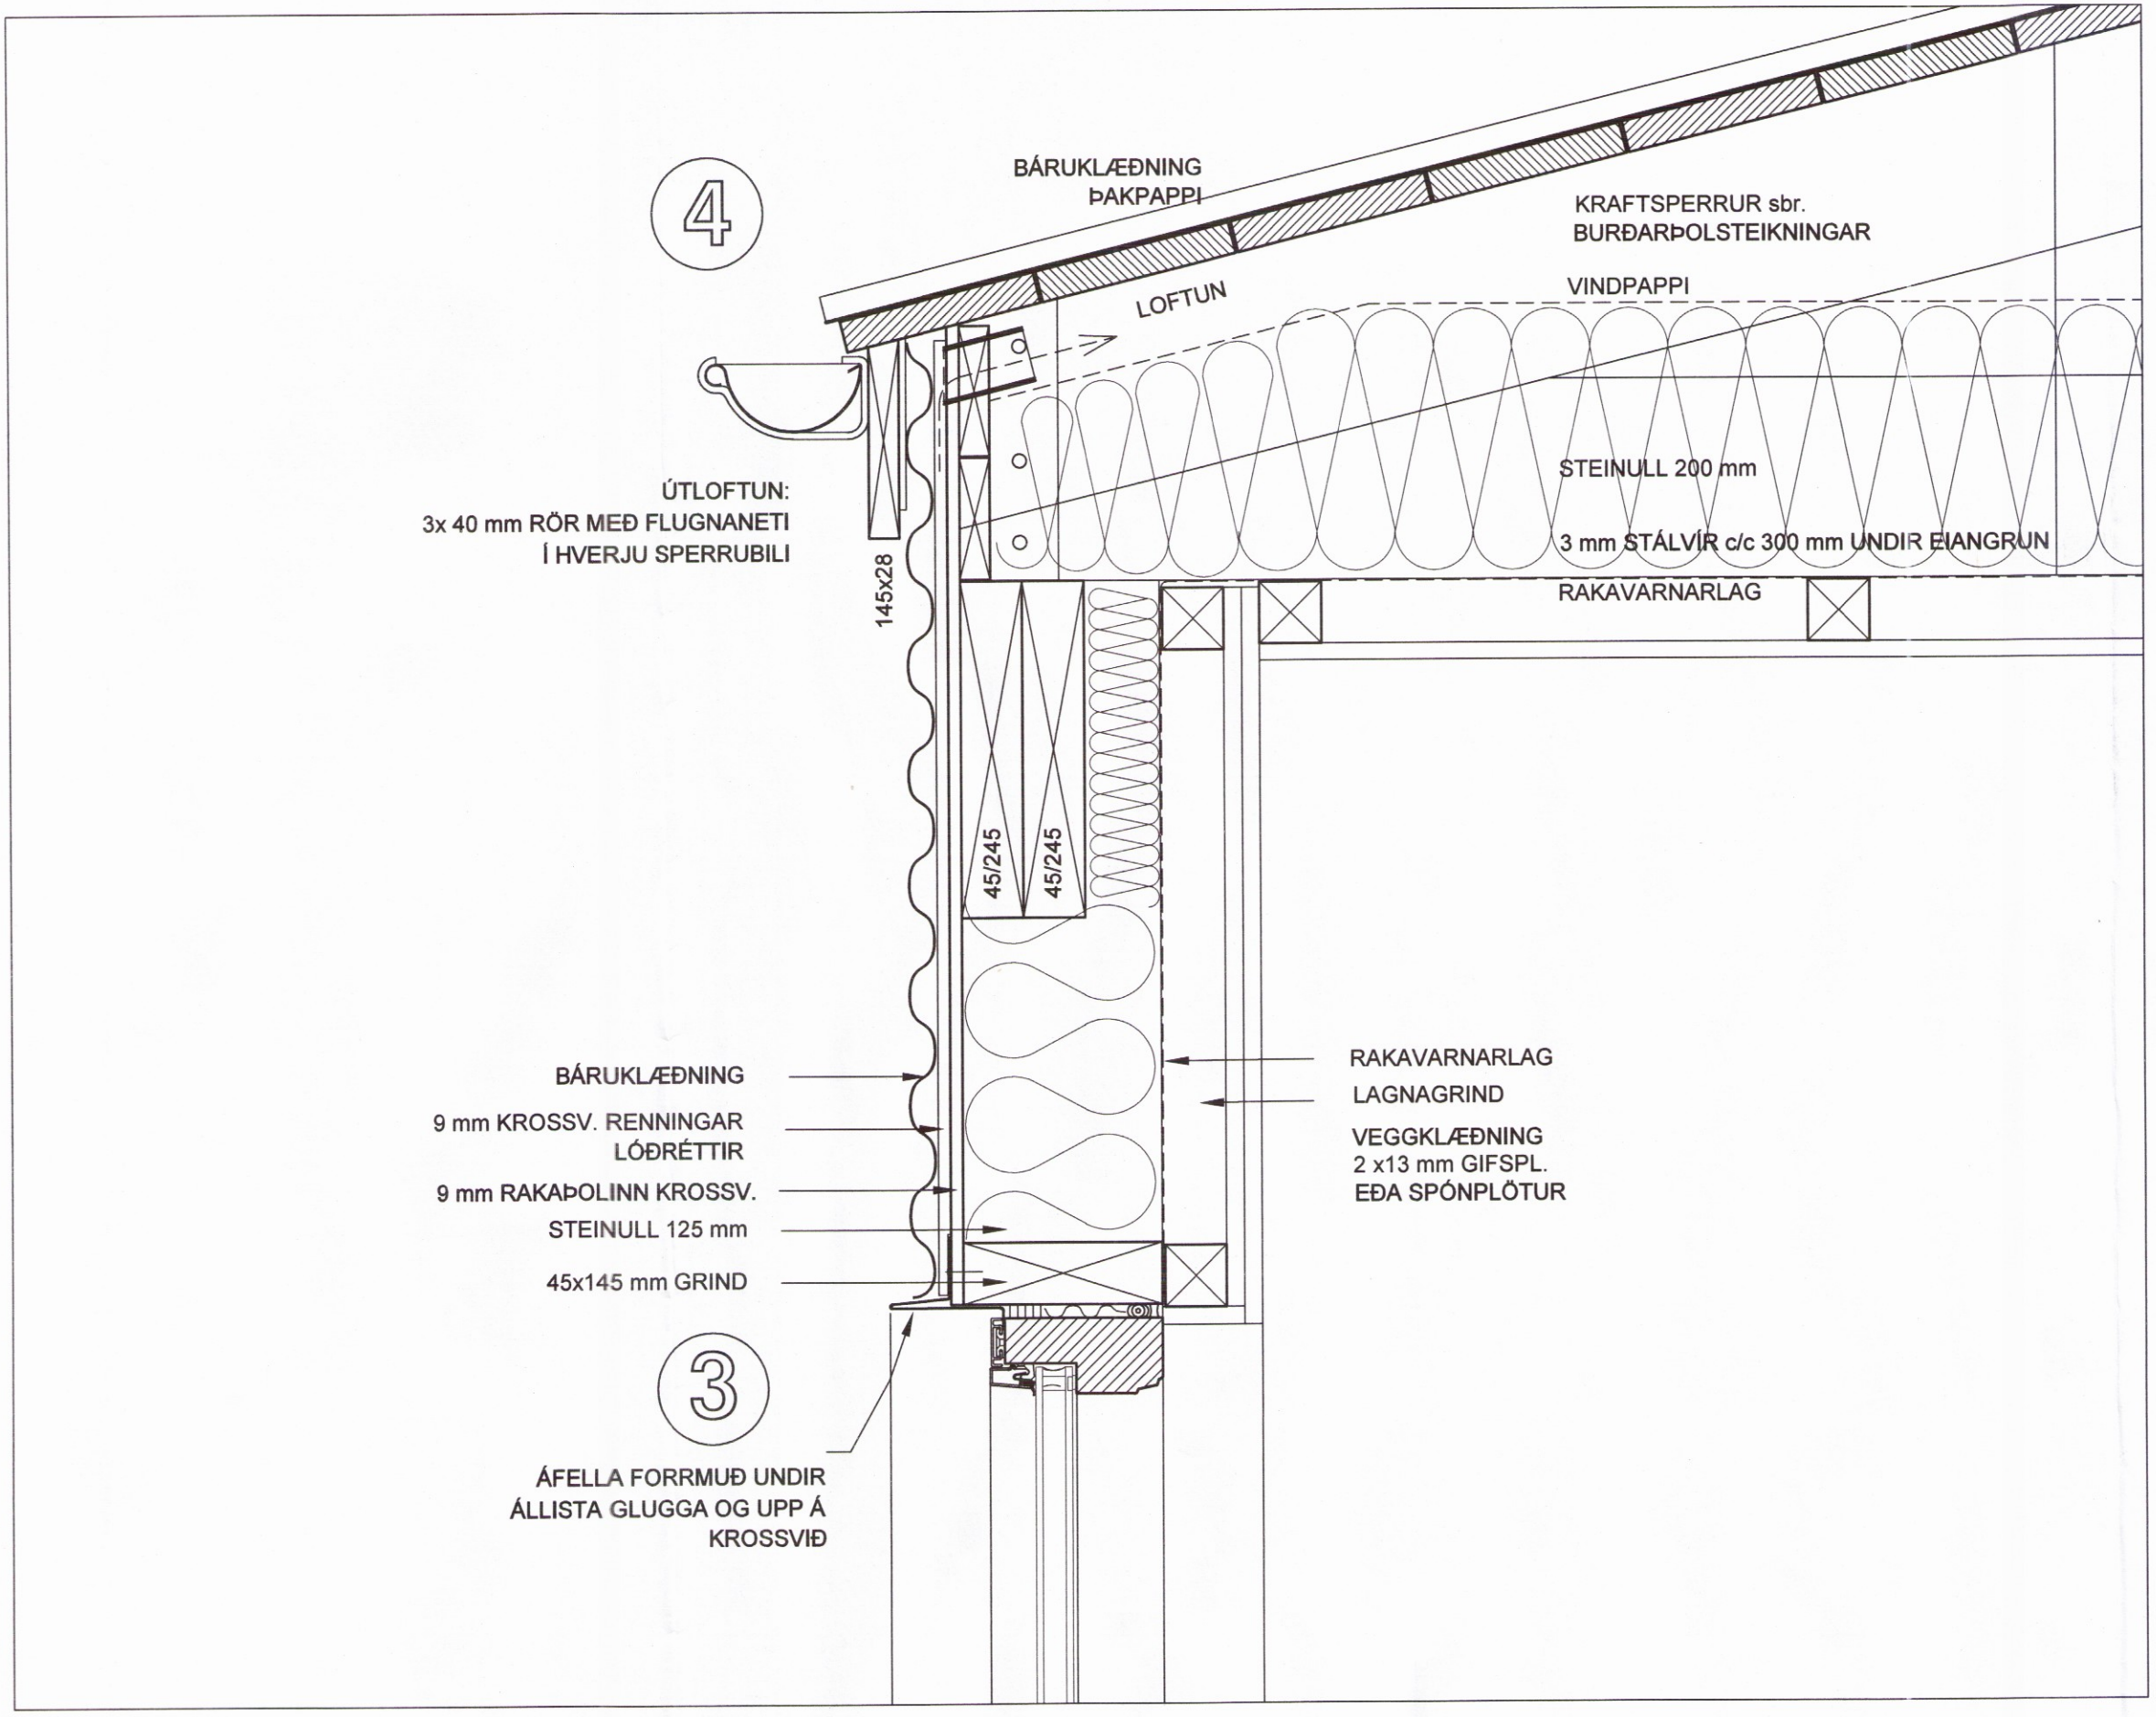 4
BÁRUKLÆÐNING
ÞAKPAPPI
KRAFTSPERRUR sbr.
BURÐARÞOLSTEIKNINGAR
VINDPAPPI
LOFTUN
STEINULL 200 mm
3 mm STÁLVÍR c/c 300 mm UNDIR EIANGRUN
RAKAVARNARLAG
ÚTLOFTUN:
3x 40 mm RÖR MEÐ FLUGNANETI
Í HVERJU SPERRUBILI
145x28
45/245
45/245
BÁRUKLÆÐNING
9 mm KROSSV. RENNINGAR
LÓÐRÉTTIR
9 mm RAKAÞOLINN KROSSV.
STEINULL 125 mm
45x145 mm GRIND
RAKAVARNARLAG
LAGNAGRIND
VEGGKLÆÐNING
2 x13 mm GIFSPL.
EÐA SPÓNPLÖTUR
3
ÁFELLA FORRMUÐ UNDIR
ÁLLISTA GLUGGA OG UPP Á
KROSSVIÐ